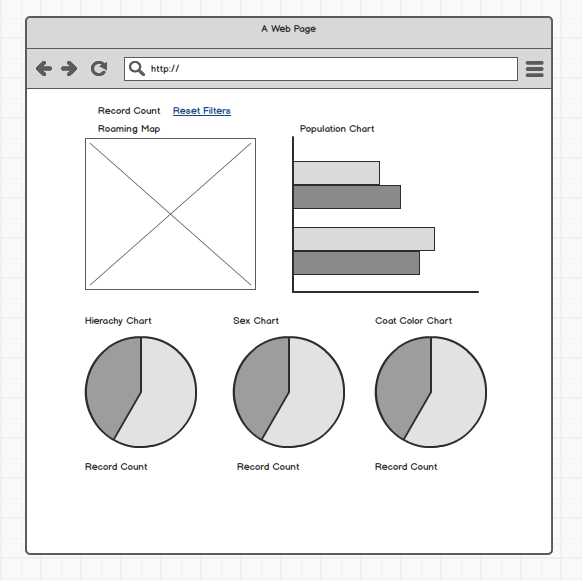 A Web Page
http://
Record Count Reset Filters
Roaming Map
Population Chart
Hierachy Chart
Sex Chart
Coat Color Chart
Record Count
Record Count
Record Count